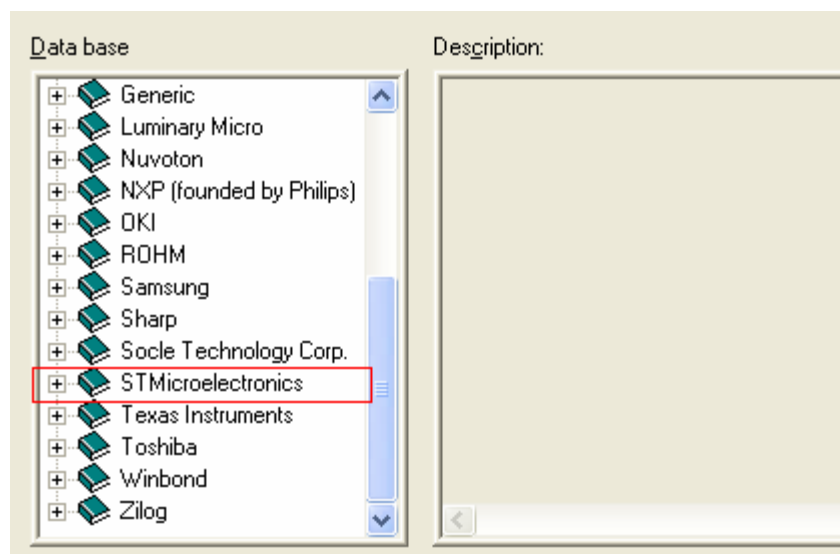 Data base
Description:
Generic
Luminary Micro
Nuvoton
NXP (founded by Philips)
OKI
ROHM
Samsung
Sharp
Socle Technology Corp.
STMicroelectronics
Texas Instruments
Toshiba
Winbond
Zilog